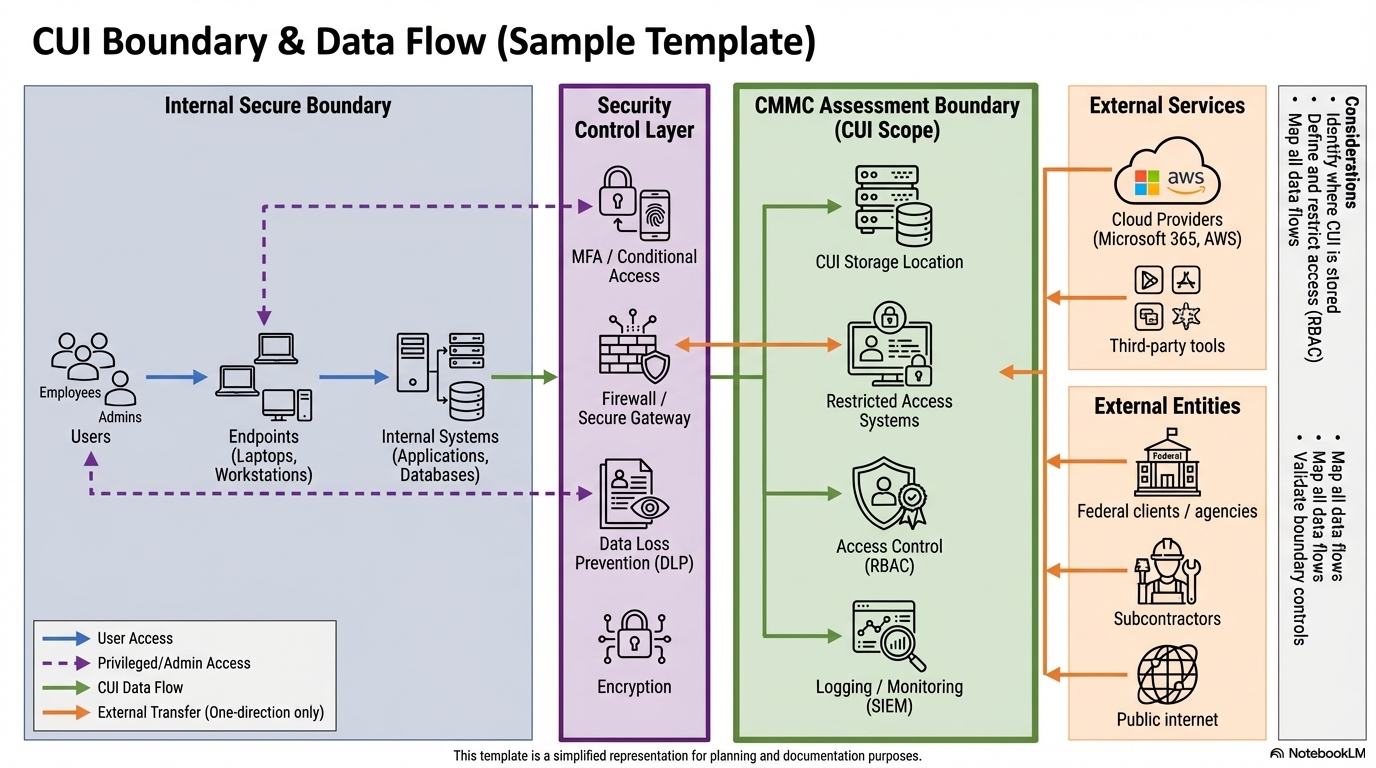 CUI Boundary & Data Flow (Sample Template)
Internal Secure Boundary
Employees
Admins
Users
Endpoints
(Laptops,
Workstations)
Internal Systems
(Applications,
Databases)
User Access
Privileged/Admin Access
CUI Data Flow
External Transfer (One-direction only)
Security
Control Layer
MFA / Conditional
Access
Firewall /
Secure Gateway
Data Loss
Prevention (DLP)
Encryption
CMMC Assessment Boundary
(CUI Scope)
CUI Storage Location
Restricted Access
Systems
Access Control
(RBAC)
Logging / Monitoring
(SIEM)
External Services
aws
Cloud Providers
(Microsoft 365, AWS)
Third-party tools
External Entities
Federal
Federal clients / agencies
Subcontractors
Public internet
Considerations
• Identify where CUI is stored
• Define and restrict access (RBAC)
• Map all data flows
• Map all data flows
• Map all data flows
• Validate boundary controls
This template is a simplified representation for planning and documentation purposes.
NotebookLM